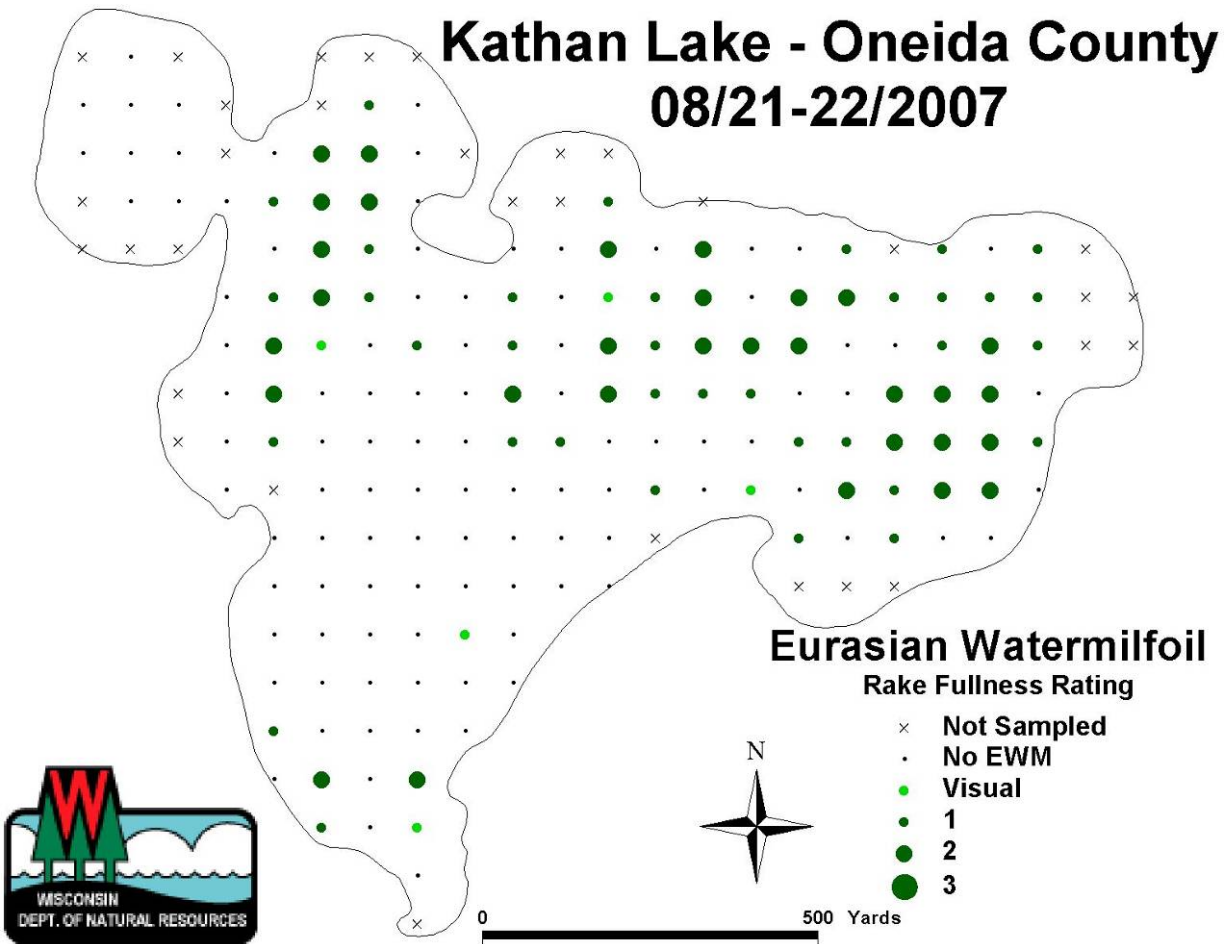 Kathan Lake - Oneida County
08/21-22/2007
Eurasian Watermilfoil
Rake Fullness Rating
Not Sampled
No EWM
Visual
1
2
3
N
W
WISCONSIN
DEPT. OF NATURAL RESOURCES
0 500 Yards